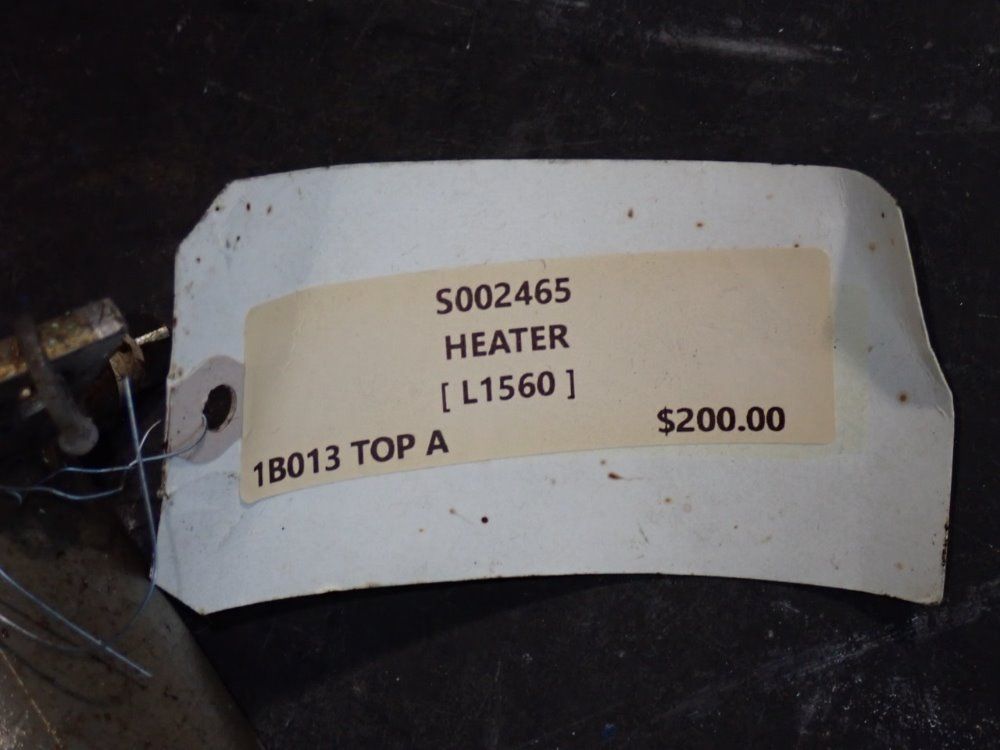 S002465
HEATER
[ L1560 ]
1B013 TOP A $200.00